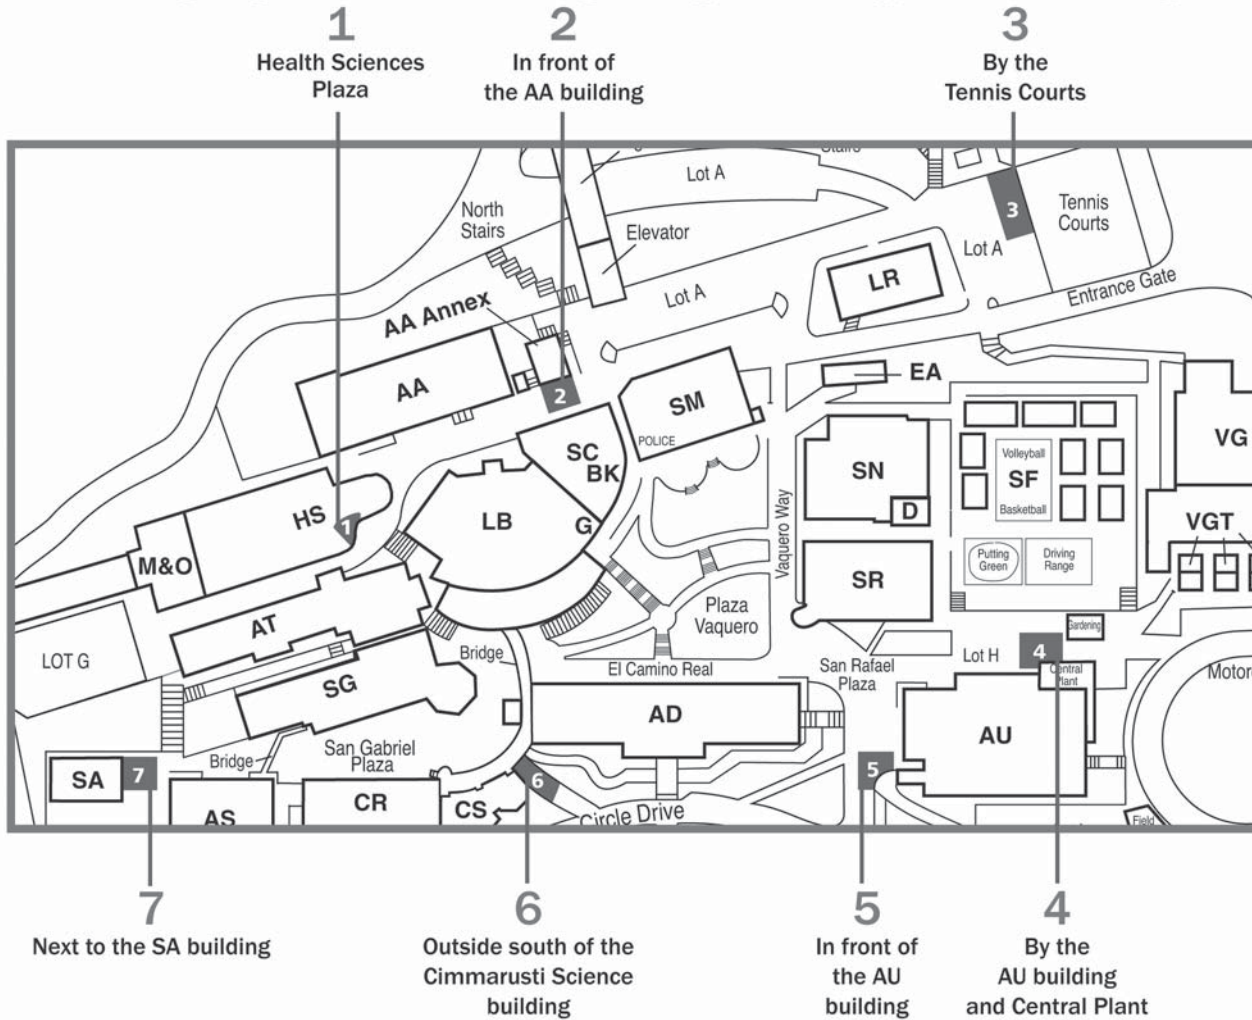 1
Health Sciences
Plaza
2
In front of
the AA building
3
By the
Tennis Courts
Lot A
North
Stairs
Elevator
3
Tennis
Courts
Lot A
LR
Lot A
Entrance Gate
AA Annex
AA
2
SM
POLICE
EA
SC
BK
SN
Volleyball
SF
Basketball
VG
HS
1
LB
G
D
VGT
M&O
Vaquero Way
Putting
Green
Driving
Range
SR
AT
Plaza
Vaquero
Gardening
LOT G
Bridge
El Camino Real
San Rafael
Plaza
Lot H
4
Central
Plant
SG
AD
AU
San Gabriel
Plaza
Bridge
SA
7
6
5
CR
CS
AS
Circle Drive
Field
7
Next to the SA building
6
Outside south of the
Cimmarusti Science
building
5
In front of
the AU
building
4
By the
AU building
and Central Plant